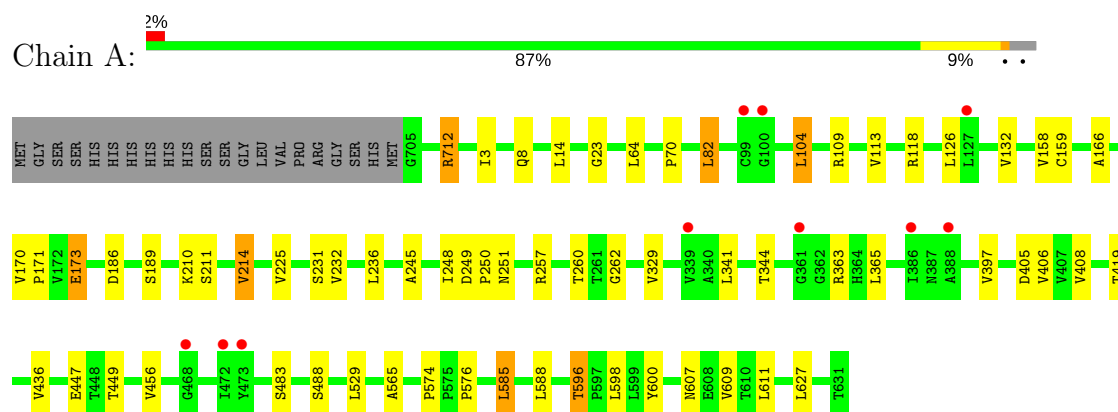 2%
Chain A:
87% 9% • •
MET GLY SER SER HIS HIS HIS HIS HIS HIS SER SER GLY LEU VAL PRO ARG GLY SER HIS MET G705 R712 I3 Q8 L14 G23 L64 P70 L82 C99 G100 L104 R109 V113 R118 L126 L127 V132 V158 C159 A166
V170 P171 V172 E173 D186 S189 K210 S211 V214 V225 S231 V232 L236 A245 I248 D249 P250 N251 R257 T260 T261 G262 V329 V339 A340 L341 T344 G361 G362 R363 H364 L365 I386 N387 A388 V397 D405 V406 V407 V408 T419
V436 E447 T448 T449 V456 G468 I472 Y473 S483 S488 L529 A565 P574 P575 P576 L585 L588 T596 P597 L598 L599 Y600 N607 E608 V609 T610 L611 L627 T631